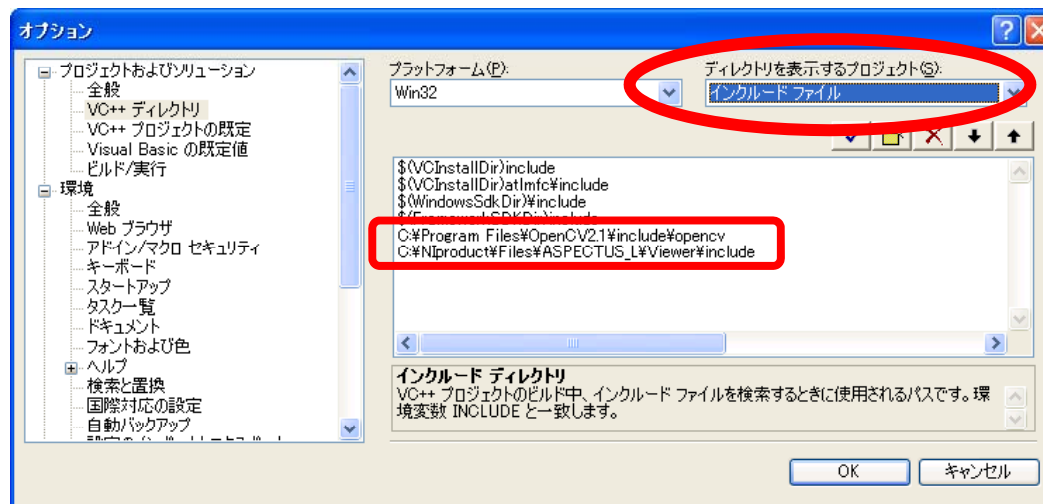 オプション
プロジェクトおよびソリューション
全般
VC++ ディレクトリ
VC++ プロジェクトの既定
Visual Basic の既定値
ビルド/実行
環境
全般
Web ブラウザ
アドイン/マクロ セキュリティ
キーボード
スタートアップ
タスク一覧
ドキュメント
フォントおよび色
ヘルプ
検索と置換
国際対応の設定
自動バックアップ
プラットフォーム(P):
Win32
ディレクトリを表示するプロジェクト(S):
インクルード ファイル
$(VCInstallDir)include
$(VCInstallDir)atlmfc¥include
$(WindowsSdkDir)¥include
$(FrameworkSDKDir)include
C:¥Program Files¥OpenCV2.1¥include¥opencv
C:¥NIproduct¥Files¥ASPECTUS_L¥Viewer¥include
インクルード ディレクトリ
VC++ プロジェクトのビルド中、インクルード ファイルを検索するときに使用されるパスです。環
境変数 INCLUDE と一致します。
OK
キャンセル